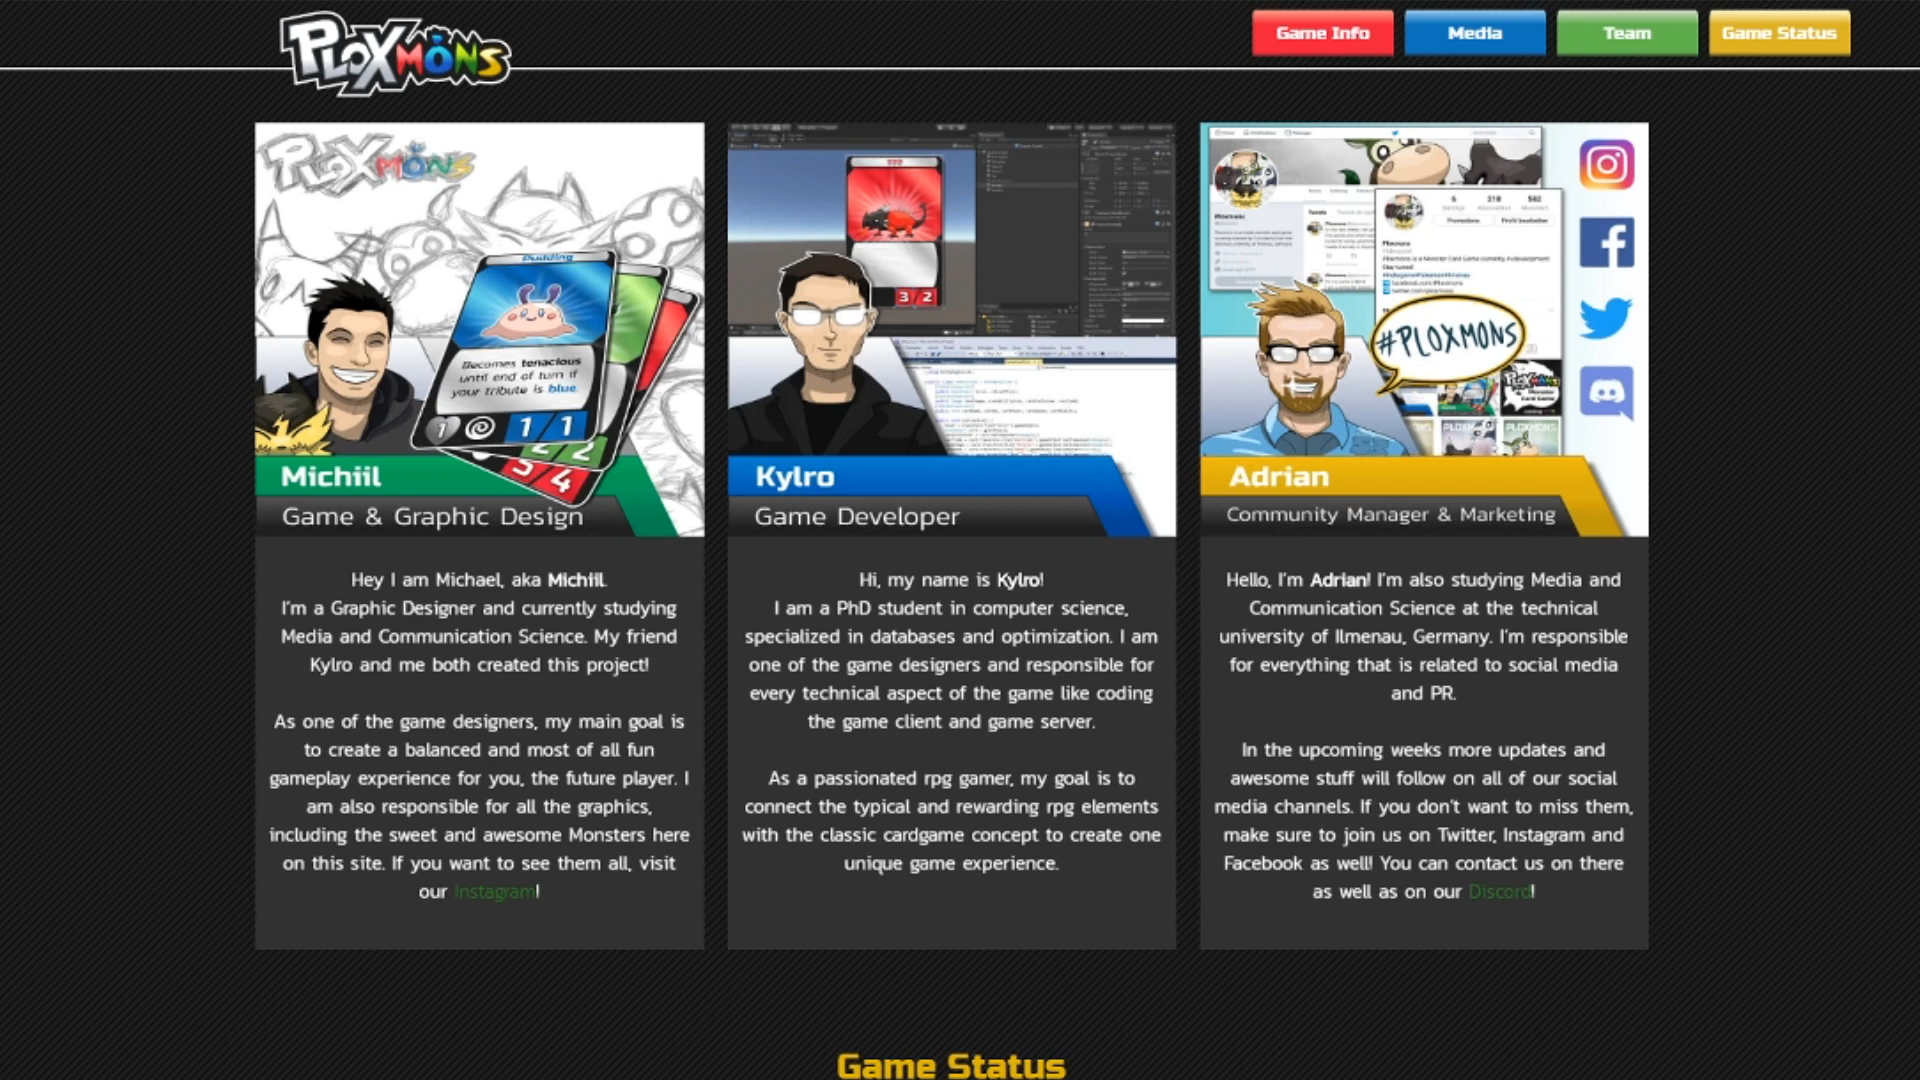 PLOXMONS
Game Info
Media
Team
Game Status
PLOXMONS
Pudding
Becomes tenacious
until end of turn if
your tribute is blue.
1
1/1
2/2
3/4
3/2
#PLOXMONS
Michiil
Game & Graphic Design
Hey I am Michael, aka Michiil.
I'm a Graphic Designer and currently studying
Media and Communication Science. My friend
Kylro and me both created this project!
As one of the game designers, my main goal is
to create a balanced and most of all fun
gameplay experience for you, the future player. I
am also responsible for all the graphics,
including the sweet and awesome Monsters here
on this site. If you want to see them all, visit
our Instagram!
Kylro
Game Developer
Hi, my name is Kylro!
I am a PhD student in computer science,
specialized in databases and optimization. I am
one of the game designers and responsible for
every technical aspect of the game like coding
the game client and game server.
As a passionated rpg gamer, my goal is to
connect the typical and rewarding rpg elements
with the classic cardgame concept to create one
unique game experience.
Adrian
Community Manager & Marketing
Hello, I'm Adrian! I'm also studying Media and
Communication Science at the technical
university of Ilmenau, Germany. I'm responsible
for everything that is related to social media
and PR.
In the upcoming weeks more updates and
awesome stuff will follow on all of our social
media channels. If you don't want to miss them,
make sure to join us on Twitter, Instagram and
Facebook as well! You can contact us on there
as well as on our Discord!
Game Status